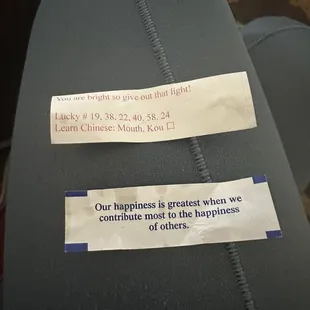 You are bright so give out that light!
Lucky # 19, 38, 22, 40, 58, 24
Learn Chinese: Mouth, Kou 口
Our happiness is greatest when we
contribute most to the happiness
of others.